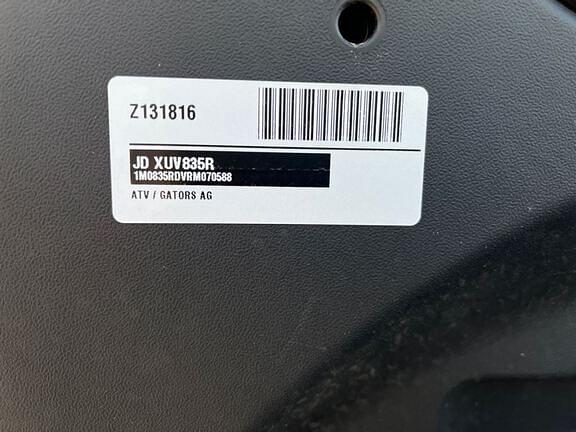 Z131816
JD XUV835R
1M0835RDVRM070588
ATV / GATORS AG